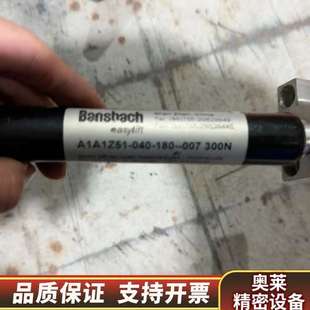 Bansbach
easylift
A1A1Z51-040-180--007 300N
品质保证 支持开票
奥莱
精密设备